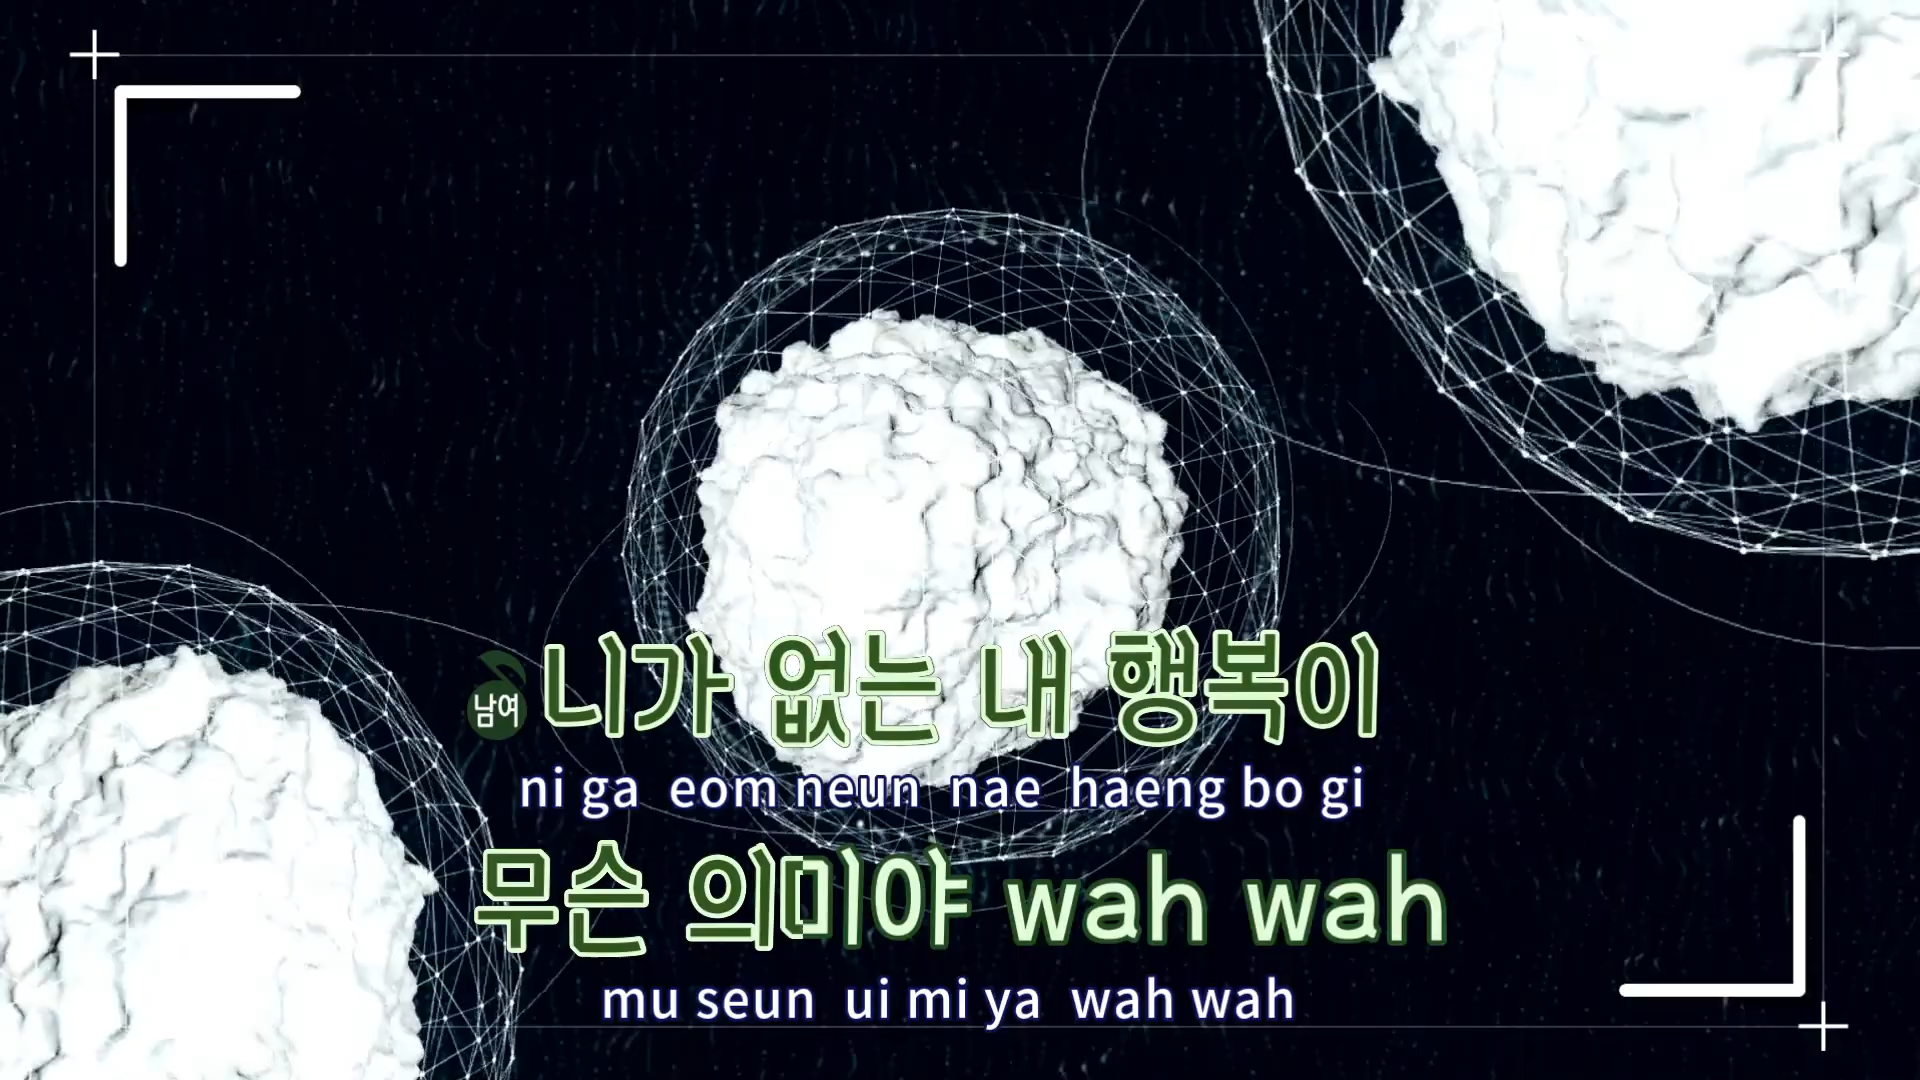 남여 니가 없는 내 행복이
ni ga eom neun nae haeng bo gi
무슨 의미야 wah wah
mu seun ui mi ya wah wah